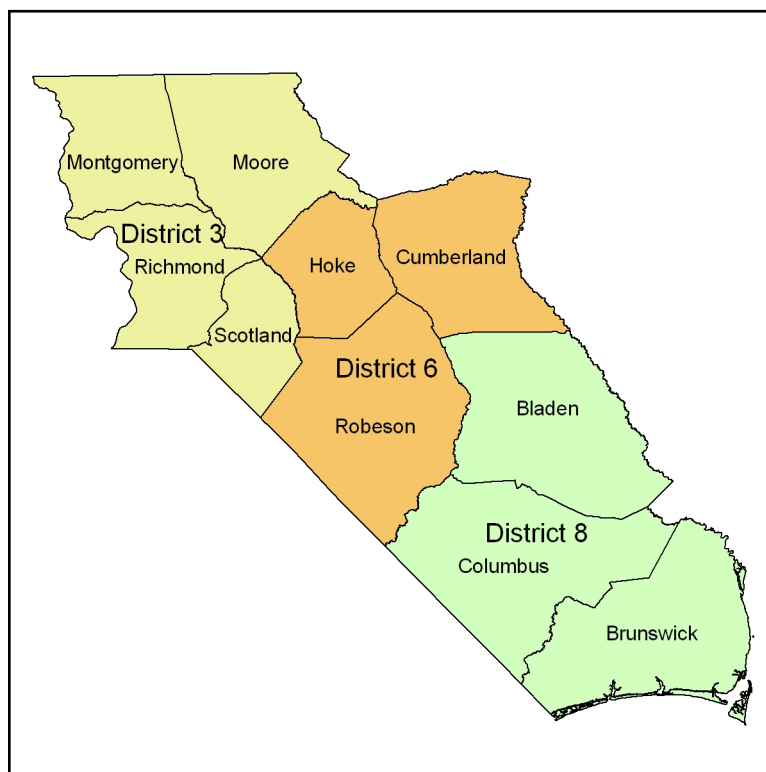 Montgomery
Moore
District 3
Richmond
Hoke
Cumberland
Scotland
District 6
Robeson
Bladen
District 8
Columbus
Brunswick